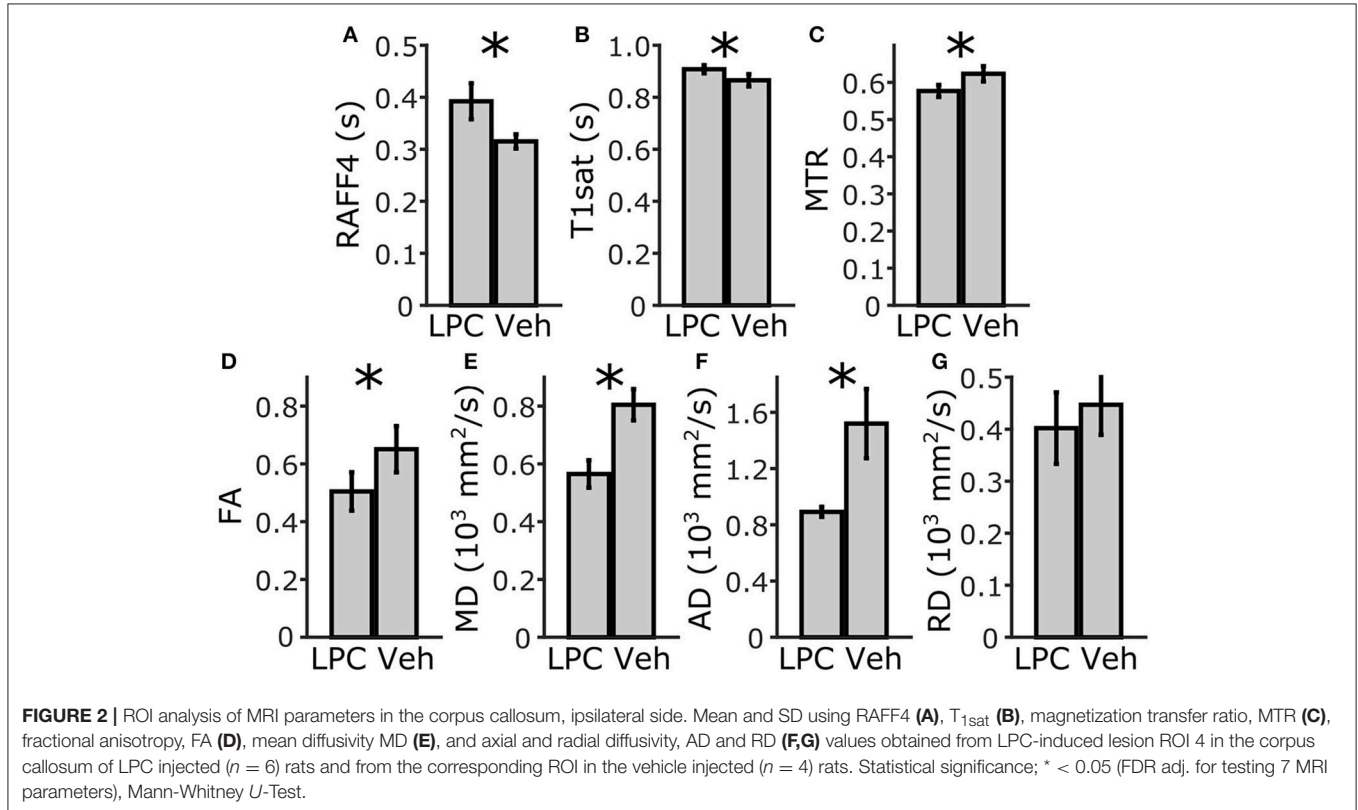 A
RAFF4 (s)
0.5
0.4
0.3
0.2
0.1
0
*
LPC Veh
B
T1sat (s)
1.0
0.8
0.6
0.4
0.2
0
*
LPC Veh
C
MTR
0.6
0.5
0.4
0.3
0.2
0.1
0
*
LPC Veh
D
FA
0.8
0.6
0.4
0.2
0
*
LPC Veh
E
MD (10³ mm²/s)
0.8
0.6
0.4
0.2
0
*
LPC Veh
F
AD (10³ mm²/s)
1.6
1.2
0.8
0.4
0
*
LPC Veh
G
RD (10³ mm²/s)
0.5
0.4
0.3
0.2
0.1
0
LPC Veh
FIGURE 2 | ROI analysis of MRI parameters in the corpus callosum, ipsilateral side. Mean and SD using RAFF4 (A), T1sat (B), magnetization transfer ratio, MTR (C),
fractional anisotropy, FA (D), mean diffusivity MD (E), and axial and radial diffusivity, AD and RD (F,G) values obtained from LPC-induced lesion ROI 4 in the corpus
callosum of LPC injected (n = 6) rats and from the corresponding ROI in the vehicle injected (n = 4) rats. Statistical significance; * < 0.05 (FDR adj. for testing 7 MRI
parameters), Mann-Whitney U-Test.